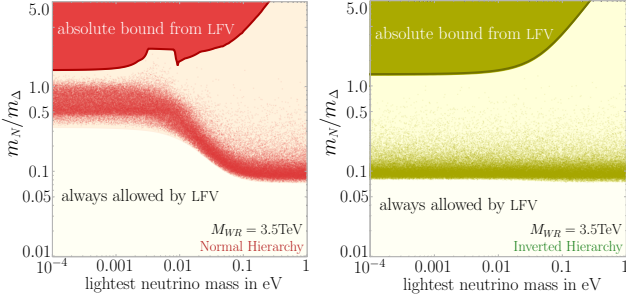 5.0
absolute bound from LFV
1.0
0.5
m_N/m_Δ
0.1
0.05
always allowed by LFV
M_WR = 3.5TeV
Normal Hierarchy
0.01
10^-4 0.001 0.01 0.1 1
lightest neutrino mass in eV
5.0
absolute bound from LFV
1.0
0.5
m_N/m_Δ
0.1
0.05
always allowed by LFV
M_WR = 3.5TeV
Inverted Hierarchy
0.01
10^-4 0.001 0.01 0.1 1
lightest neutrino mass in eV